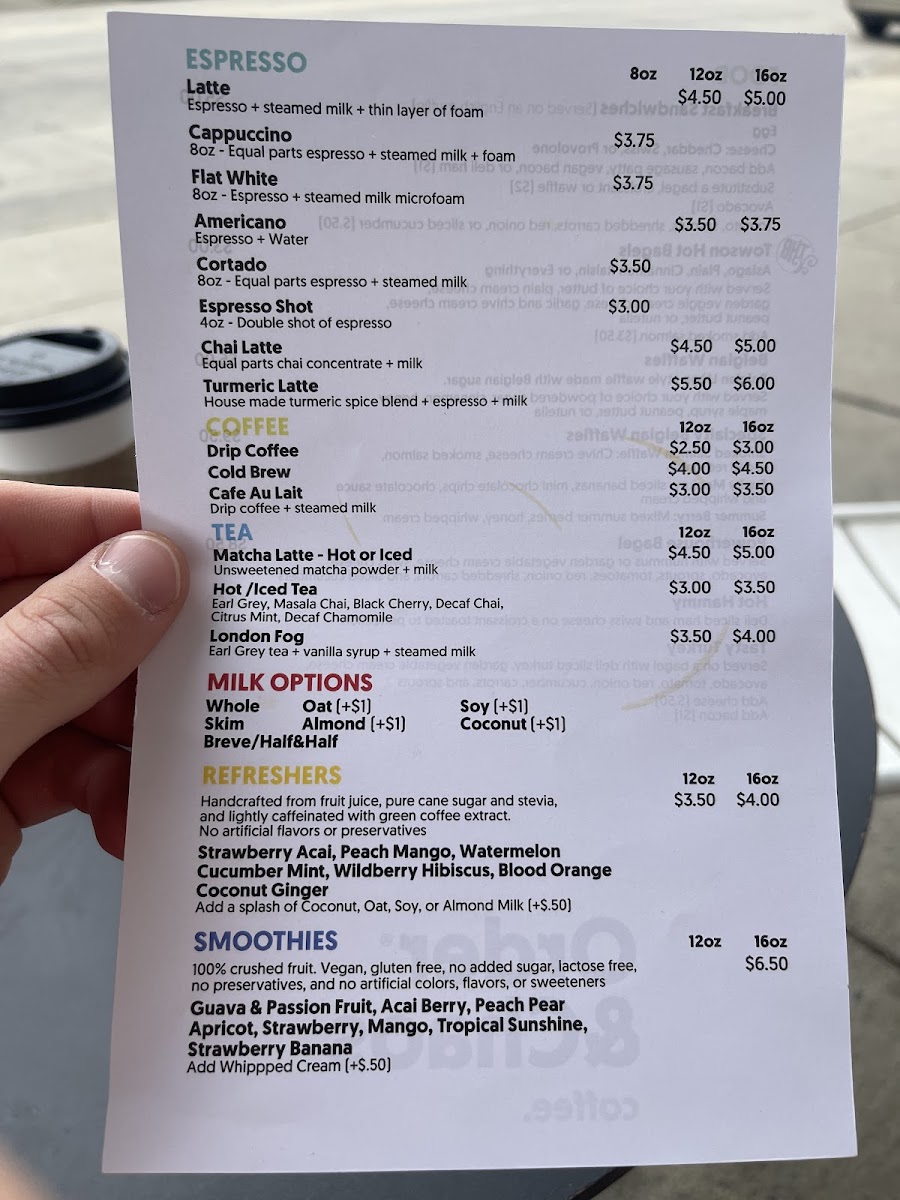 ESPRESSO
8oz 12oz 16oz
Latte $4.50 $5.00
Espresso + steamed milk + thin layer of foam
Cappuccino $3.75
8oz - Equal parts espresso + steamed milk + foam
Flat White $3.75
8oz - Espresso + steamed milk microfoam
Americano $3.50 $3.75
Espresso + Water
Cortado $3.50
8oz - Equal parts espresso + steamed milk
Espresso Shot $3.00
4oz - Double shot of espresso
Chai Latte $4.50 $5.00
Equal parts chai concentrate + milk
Turmeric Latte $5.50 $6.00
House made turmeric spice blend + espresso + milk
COFFEE 12oz 16oz
Drip Coffee $2.50 $3.00
Cold Brew $4.00 $4.50
Cafe Au Lait $3.00 $3.50
Drip coffee + steamed milk
TEA 12oz 16oz
Matcha Latte - Hot or Iced $4.50 $5.00
Unsweetened matcha powder + milk
Hot /Iced Tea $3.00 $3.50
Earl Grey, Masala Chai, Black Cherry, Decaf Chai,
Citrus Mint, Decaf Chamomile
London Fog $3.50 $4.00
Earl Grey tea + vanilla syrup + steamed milk
MILK OPTIONS
Whole Oat (+$1) Soy (+$1)
Skim Almond (+$1) Coconut (+$1)
Breve/Half&Half
REFRESHERS 12oz 16oz
Handcrafted from fruit juice, pure cane sugar and stevia, $3.50 $4.00
and lightly caffeinated with green coffee extract.
No artificial flavors or preservatives
Strawberry Acai, Peach Mango, Watermelon
Cucumber Mint, Wildberry Hibiscus, Blood Orange
Coconut Ginger
Add a splash of Coconut, Oat, Soy, or Almond Milk (+$.50)
SMOOTHIES 12oz 16oz
100% crushed fruit. Vegan, gluten free, no added sugar, lactose free, $6.50
no preservatives, and no artificial colors, flavors, or sweeteners
Guava & Passion Fruit, Acai Berry, Peach Pear
Apricot, Strawberry, Mango, Tropical Sunshine,
Strawberry Banana
Add Whippped Cream (+$.50)